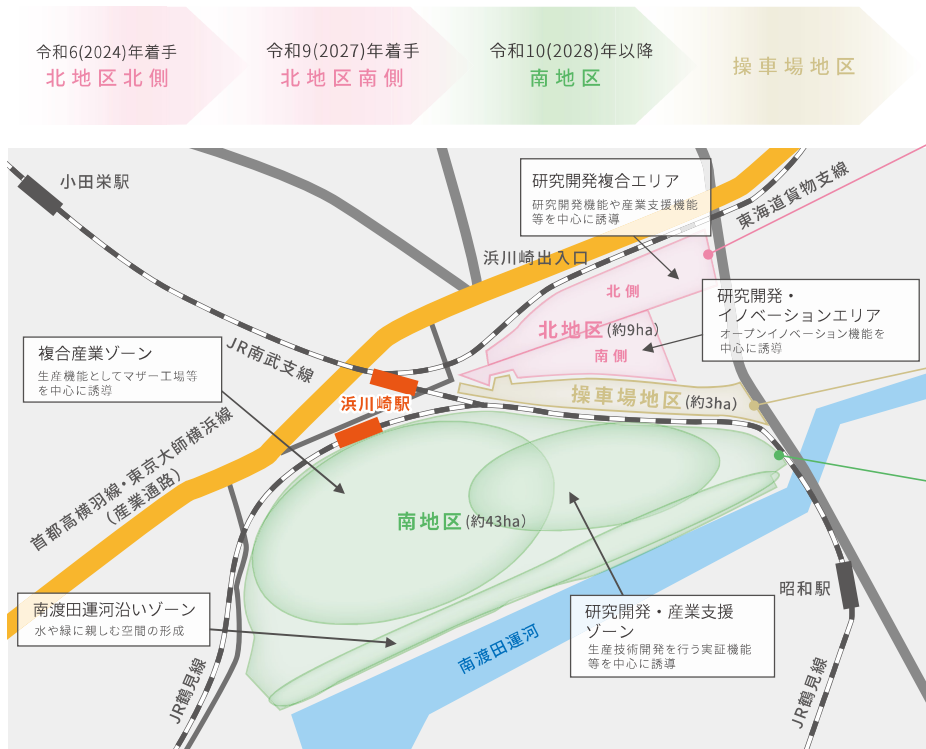 令和6(2024)年着手
北地区北側
令和9(2027)年着手
北地区南側
令和10(2028)年以降
南地区
操車場地区
小田栄駅
研究開発複合エリア
研究開発機能や産業支援機能
等を中心に誘導
東海道貨物支線
浜川崎出入口
北側
研究開発・
イノベーションエリア
オープンイノベーション機能を
中心に誘導
北地区(約9ha)
南側
JR南武支線
複合産業ゾーン
生産機能としてマザー工場等
を中心に誘導
浜川崎駅
操車場地区(約3ha)
首都高横羽線・東京大師横浜線
(産業通路)
南地区(約43ha)
昭和駅
南渡田運河沿いゾーン
水や緑に親しむ空間の形成
研究開発・産業支援
ゾーン
生産技術開発を行う実証機能
等を中心に誘導
南渡田運河
JR鶴見線
JR鶴見線